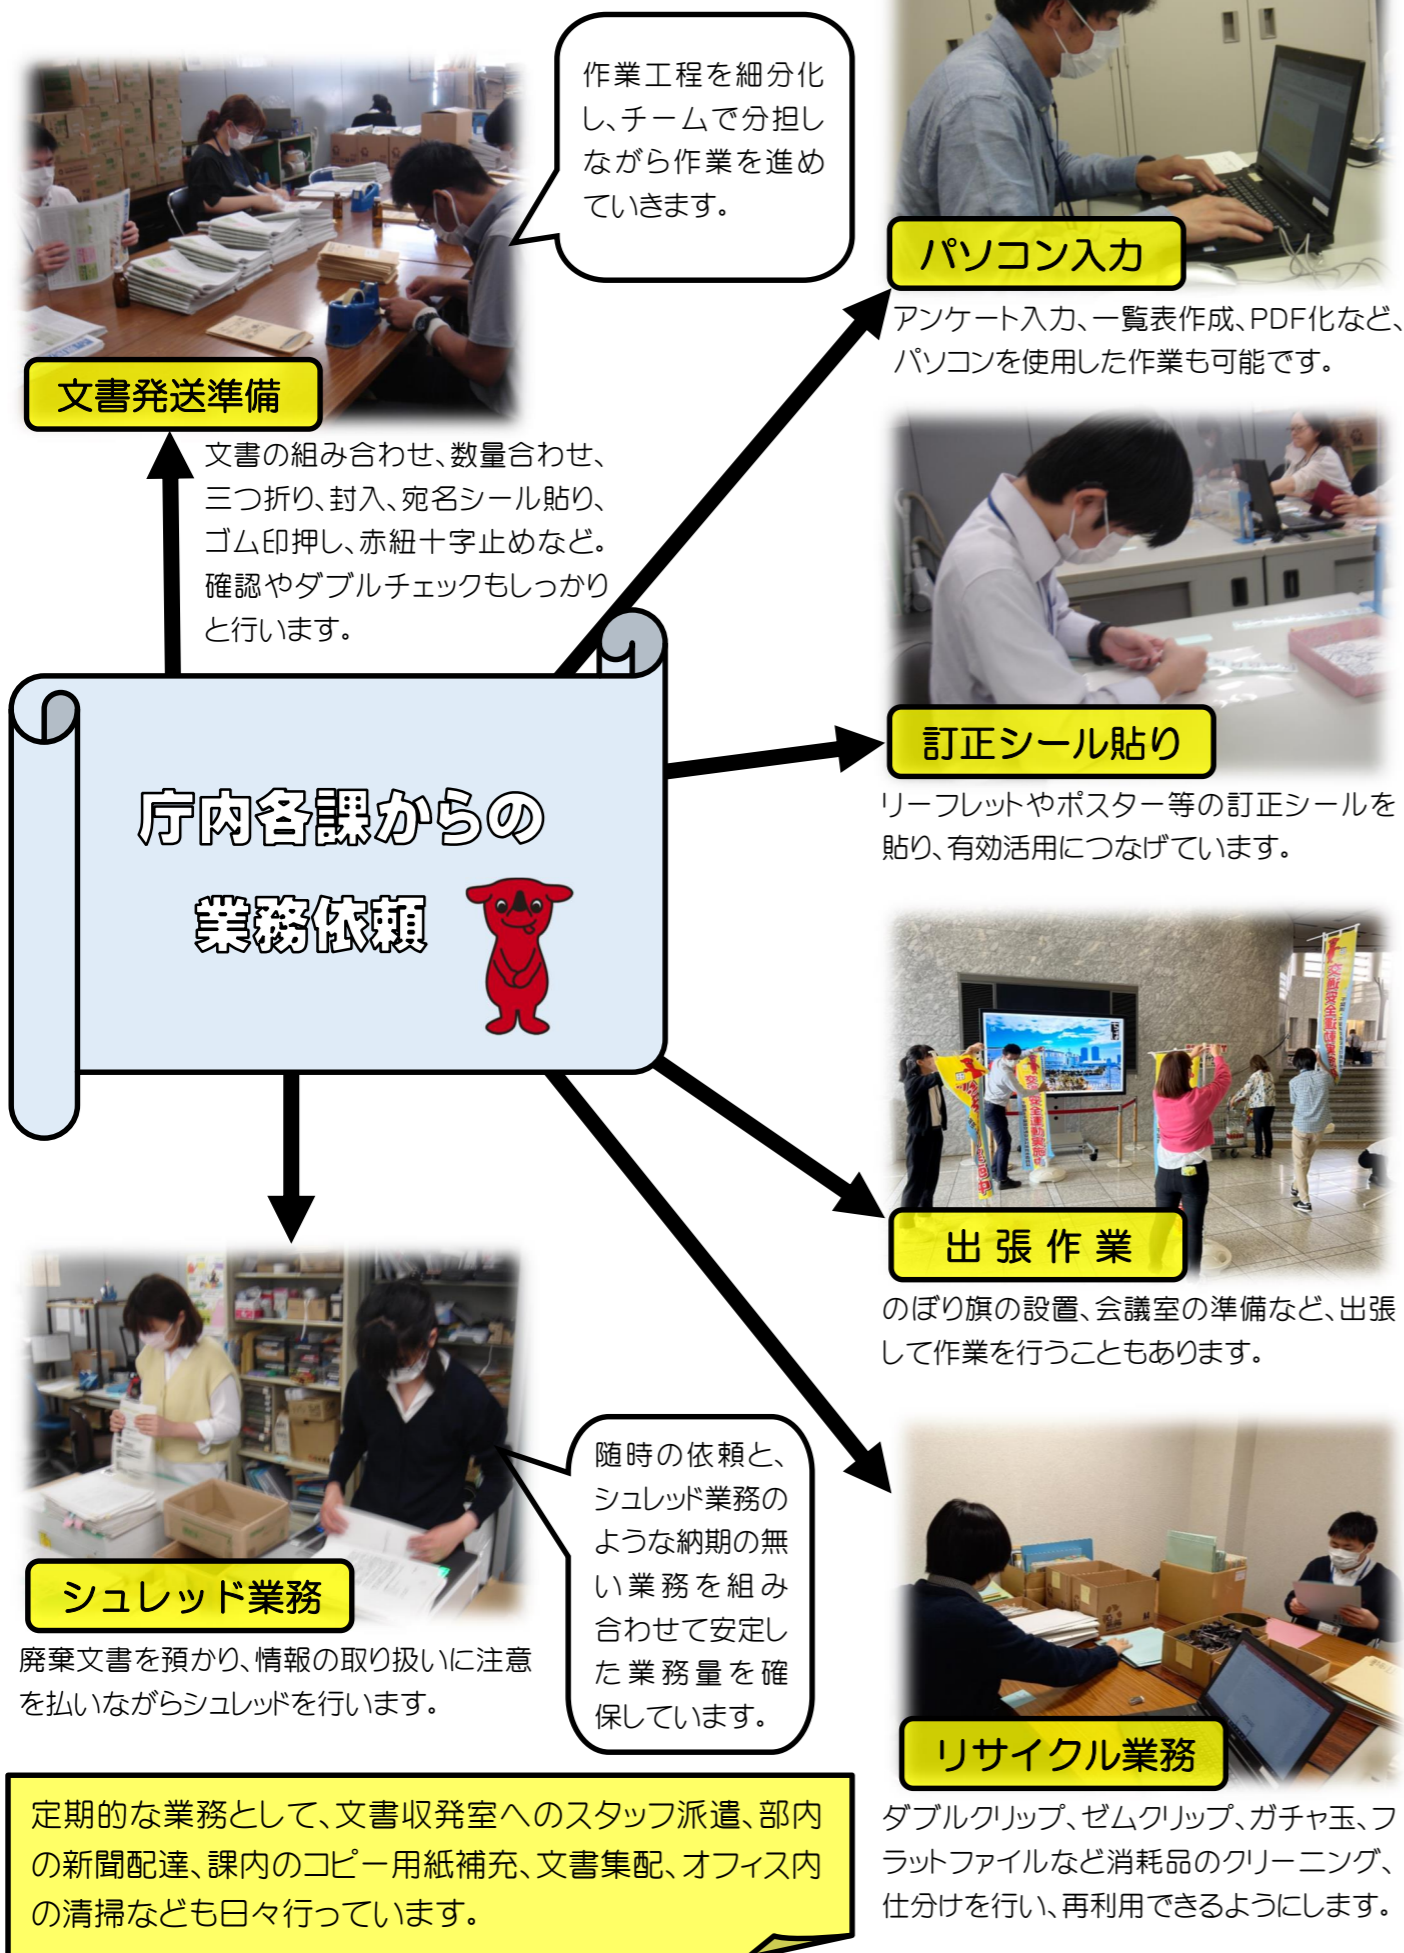 作業工程を細分化
し、チームで分担し
ながら作業を進め
ていきます。
パソコン入力
アンケート入力、一覧表作成、PDF化など、
パソコンを使用した作業も可能です。
文書発送準備
文書の組み合わせ、数量合わせ、
三つ折り、封入、宛名シール貼り、
ゴム印押し、赤紐十字止めなど。
確認やダブルチェックもしっかり
と行います。
訂正シール貼り
リーフレットやポスター等の訂正シールを
貼り、有効活用につなげています。
庁内各課からの
業務依頼
出張作業
のぼり旗の設置、会議室の準備など、出張
して作業を行うこともあります。
シュレッド業務
廃棄文書を預かり、情報の取り扱いに注意
を払いながらシュレッドを行います。
随時の依頼と、
シュレッド業務の
ような納期の無
い業務を組み
合わせて安定し
た業務量を確
保しています。
リサイクル業務
ダブルクリップ、ゼムクリップ、ガチャ玉、フ
ラットファイルなど消耗品のクリーニング、
仕分けを行い、再利用できるようにします。
定期的な業務として、文書収発室へのスタッフ派遣、部内
の新聞配達、課内のコピー用紙補充、文書集配、オフィス内
の清掃なども日々行っています。